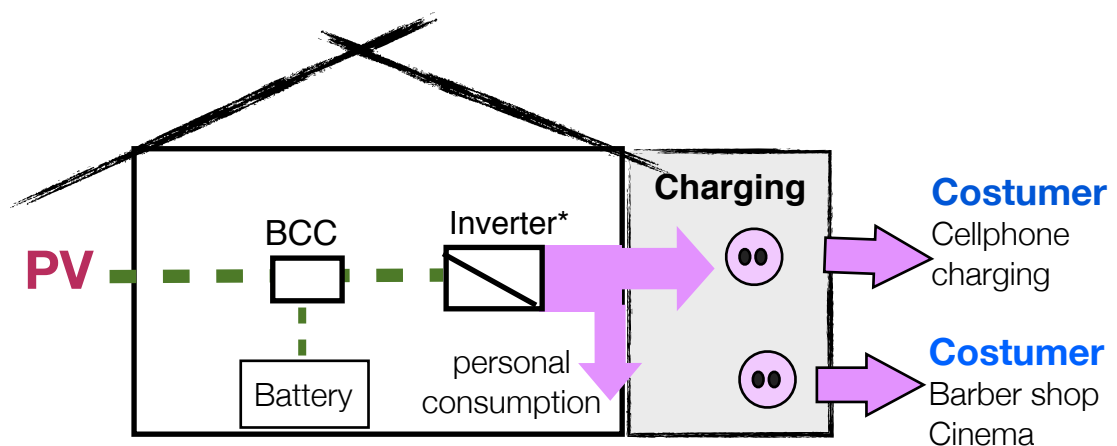 PV
BCC
Battery
Inverter*
personal
consumption
Charging
Costumer
Cellphone
charging
Costumer
Barber shop
Cinema